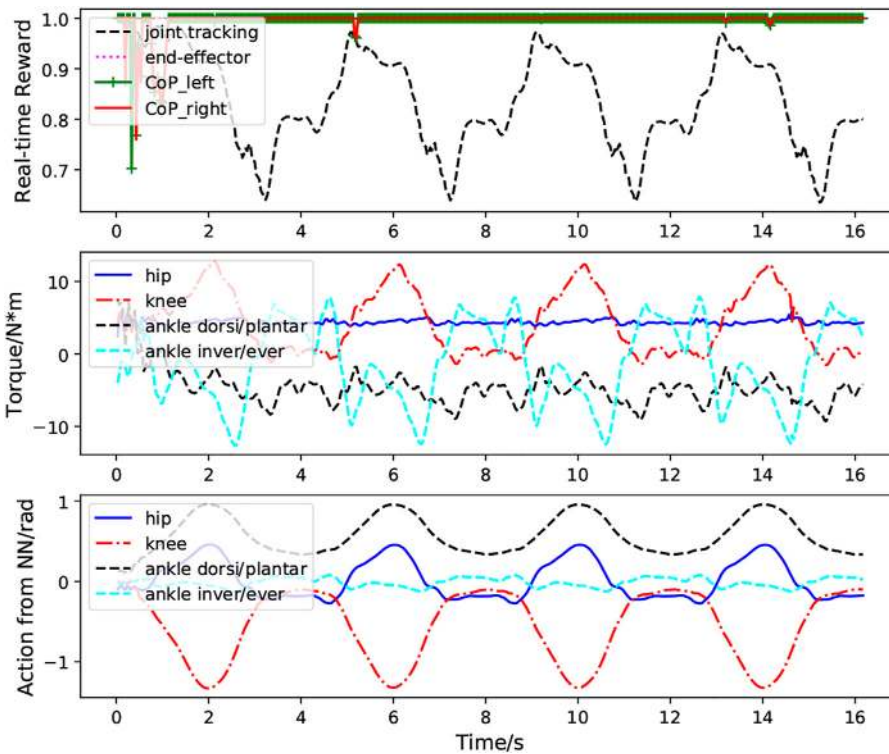 Real-time Reward
1.0
0.9
0.8
0.7
joint tracking
end-effector
CoP_left
CoP_right
0 2 4 6 8 10 12 14 16
Torque/N*m
10
0
−10
hip
knee
ankle dorsi/plantar
ankle inver/ever
0 2 4 6 8 10 12 14 16
Action from NN/rad
1
0
−1
hip
knee
ankle dorsi/plantar
ankle inver/ever
0 2 4 6 8 10 12 14 16
Time/s